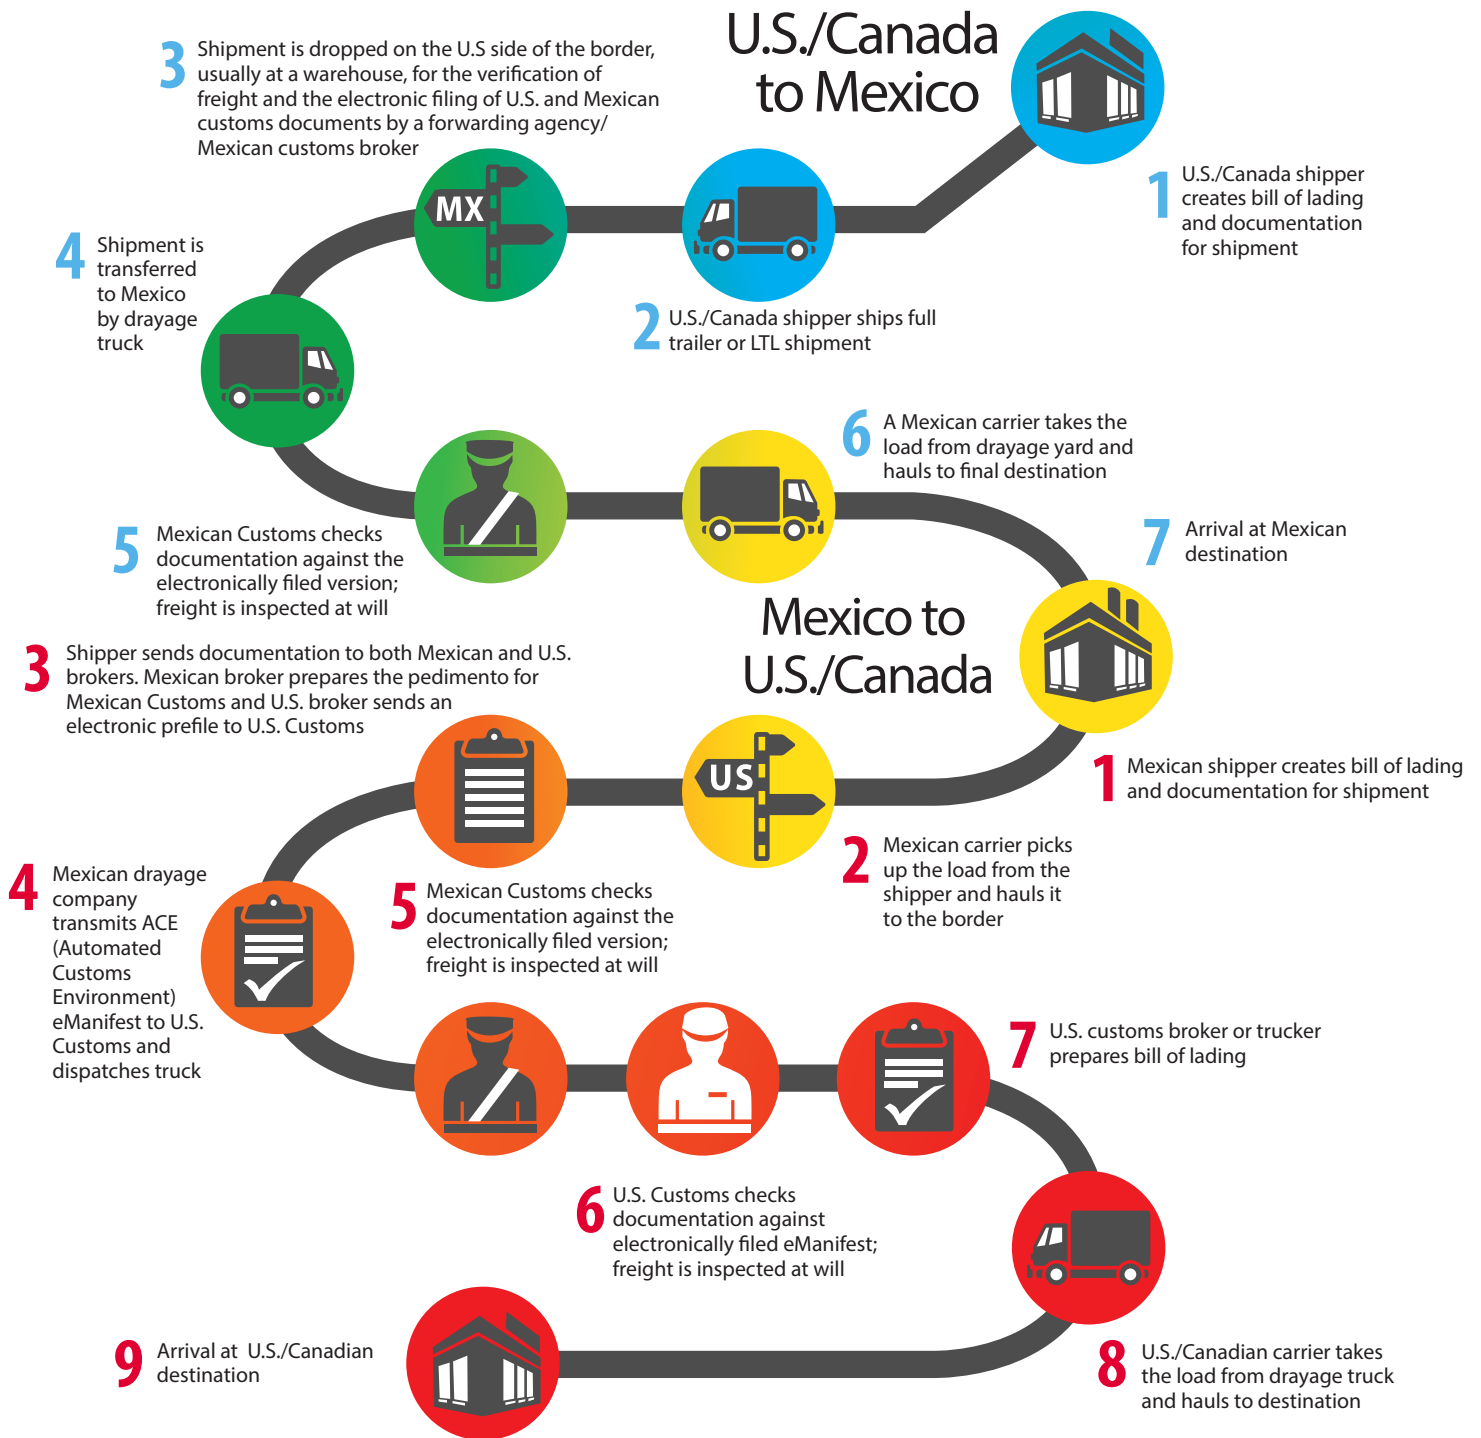 U.S./Canada
to Mexico
1
U.S./Canada shipper
creates bill of lading
and documentation
for shipment
2
U.S./Canada shipper ships full
trailer or LTL shipment
3
Shipment is dropped on the U.S side of the border,
usually at a warehouse, for the verification of
freight and the electronic filing of U.S. and Mexican
customs documents by a forwarding agency/
Mexican customs broker
MX
4
Shipment is
transferred
to Mexico
by drayage
truck
5
Mexican Customs checks
documentation against the
electronically filed version;
freight is inspected at will
6
A Mexican carrier takes the
load from drayage yard and
hauls to final destination
7
Arrival at Mexican
destination
Mexico to
U.S./Canada
1
Mexican shipper creates bill of lading
and documentation for shipment
US
2
Mexican carrier picks
up the load from the
shipper and hauls it
to the border
3
Shipper sends documentation to both Mexican and U.S.
brokers. Mexican broker prepares the pedimento for
Mexican Customs and U.S. broker sends an
electronic prefile to U.S. Customs
4
Mexican drayage
company
transmits ACE
(Automated
Customs
Environment)
eManifest to U.S.
Customs and
dispatches truck
5
Mexican Customs checks
documentation against the
electronically filed version;
freight is inspected at will
6
U.S. Customs checks
documentation against
electronically filed eManifest;
freight is inspected at will
7
U.S. customs broker or trucker
prepares bill of lading
8
U.S./Canadian carrier takes
the load from drayage truck
and hauls to destination
9
Arrival at U.S./Canadian
destination